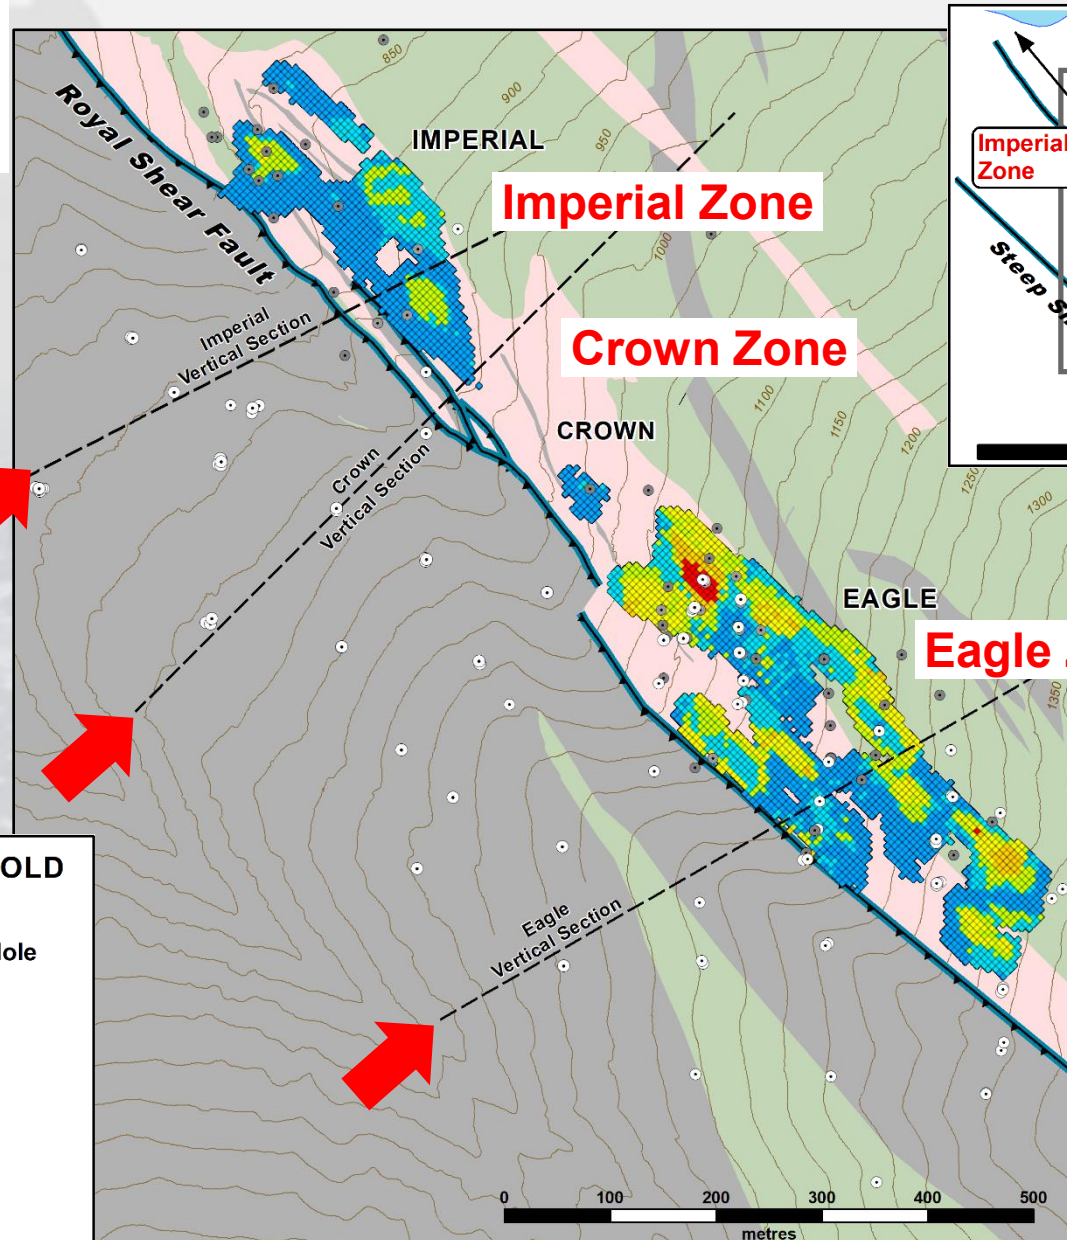 Royal Shear Fault
850
900
950
1000
IMPERIAL
Imperial Zone
Imperial
Zone
Imperial
Vertical Section
Crown Zone
CROWN
Crown
Vertical Section
1100
1150
1200
1250
1300
EAGLE
Eagle
1350
Eagle
Vertical Section
OLD
0 100 200 300 400 500
metres